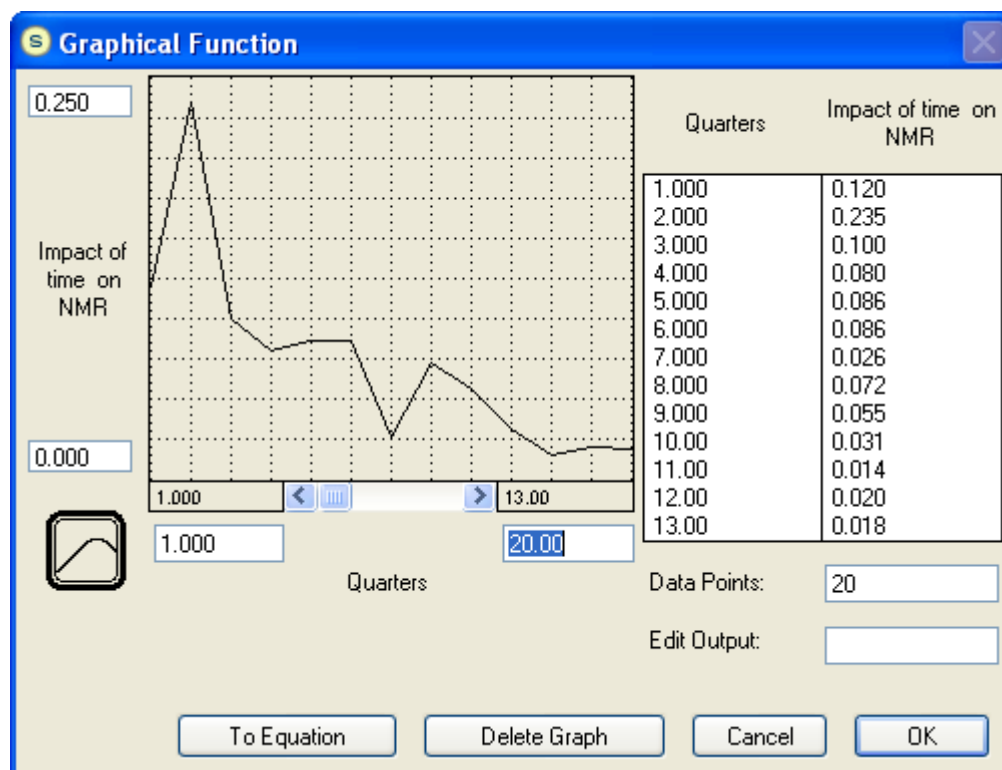 Graphical Function
0.250
Impact of
time on
NMR
0.000
1.000
13.00
1.000
20.00
Quarters
Quarters Impact of time on
NMR
1.000 0.120
2.000 0.235
3.000 0.100
4.000 0.080
5.000 0.086
6.000 0.086
7.000 0.026
8.000 0.072
9.000 0.055
10.00 0.031
11.00 0.014
12.00 0.020
13.00 0.018
Data Points: 20
Edit Output:
To Equation
Delete Graph
Cancel
OK